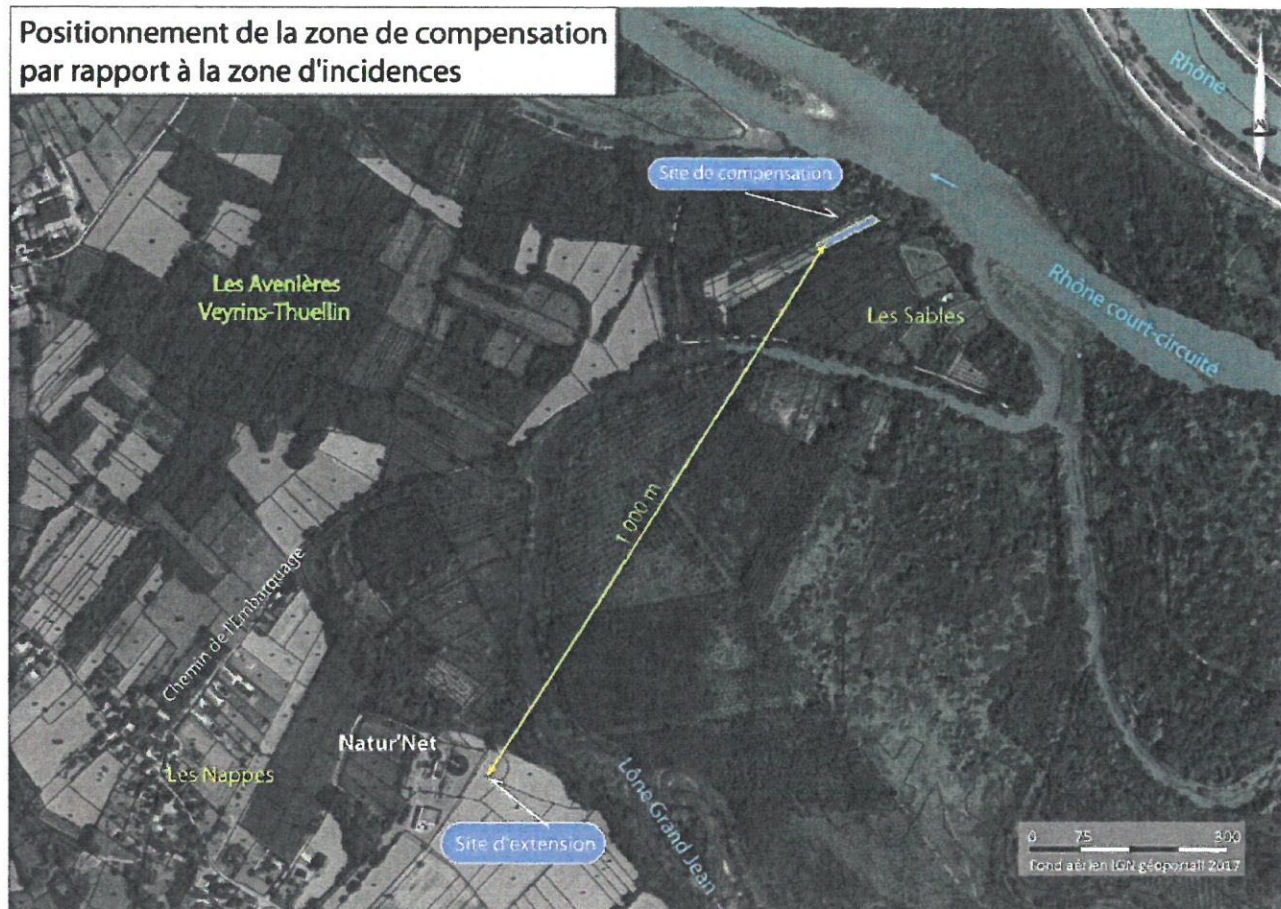 Positionnement de la zone de compensation
par rapport à la zone d'incidences
Rhône
N
Site de compensation
Les Avenières
Veyrins-Thuellin
Les Sables
Rhône court-circuité
1 000 m
Chemin de l'Embarquage
Natur'Net
Les Nappes
Site d'extension
Lône Grand Jean
0 75 300
Fond aérien IGN géoportail 2017